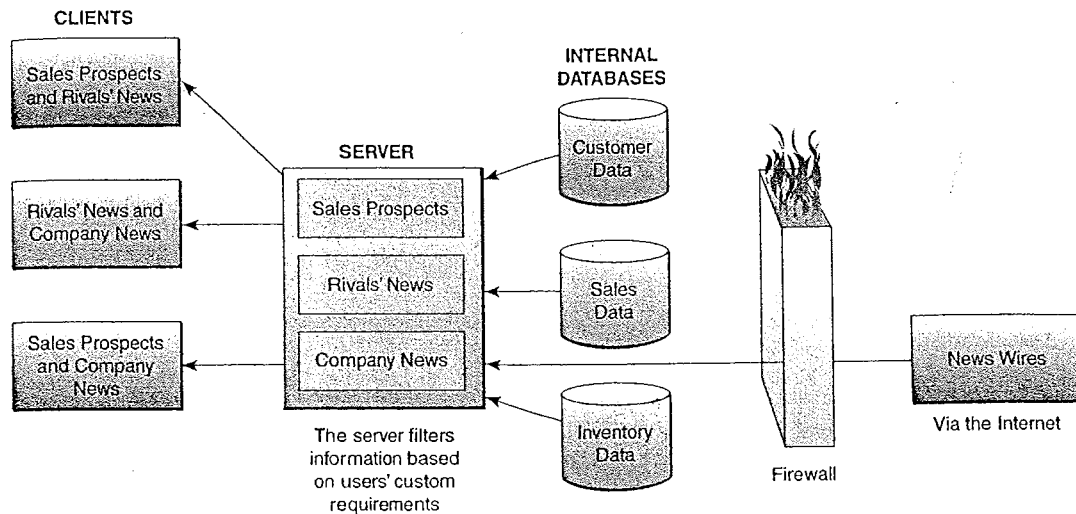 CLIENTS
Sales Prospects
and Rivals' News
Rivals' News and
Company News
Sales Prospects
and Company
News
SERVER
Sales Prospects
Rivals' News
Company News
The server filters
information based
on users' custom
requirements
INTERNAL
DATABASES
Customer
Data
Sales
Data
Inventory
Data
Firewall
News Wires
Via the Internet